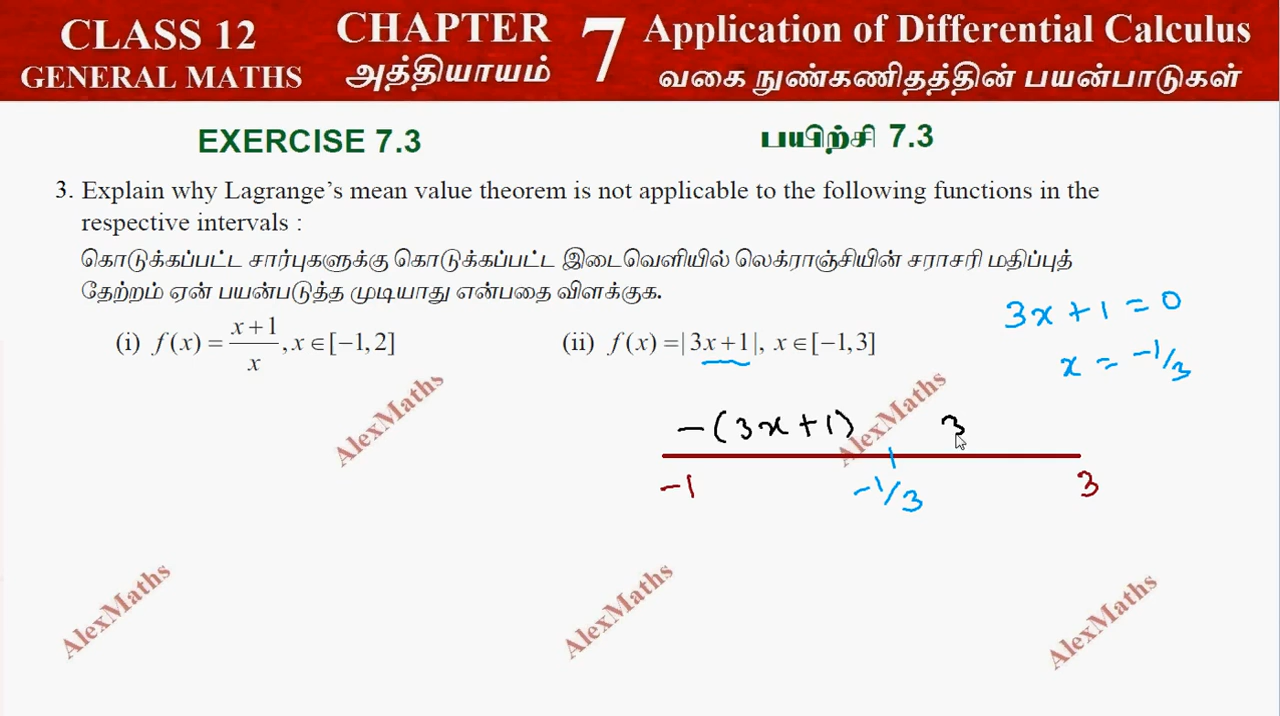 CLASS 12
GENERAL MATHS
CHAPTER
அத்தியாயம்
7
Application of Differential Calculus
வகை நுண்கணிதத்தின் பயன்பாடுகள்
EXERCISE 7.3
பயிற்சி 7.3
3. Explain why Lagrange's mean value theorem is not applicable to the following functions in the
respective intervals :
கொடுக்கப்பட்ட சார்புகளுக்கு கொடுக்கப்பட்ட இடைவெளியில் லெக்ராஞ்சியின் சராசரி மதிப்புத்
தேற்றம் ஏன் பயன்படுத்த முடியாது என்பதை விளக்குக.
3x + 1 = 0
(i) f(x) = (x+1)/x, x ∈ [−1, 2]
(ii) f(x) = | 3x + 1 |, x ∈ [−1, 3]
x = -1/3
-(3x+1) 3
-1 -1/3 3
AlexMaths
AlexMaths
AlexMaths
AlexMaths
AlexMaths